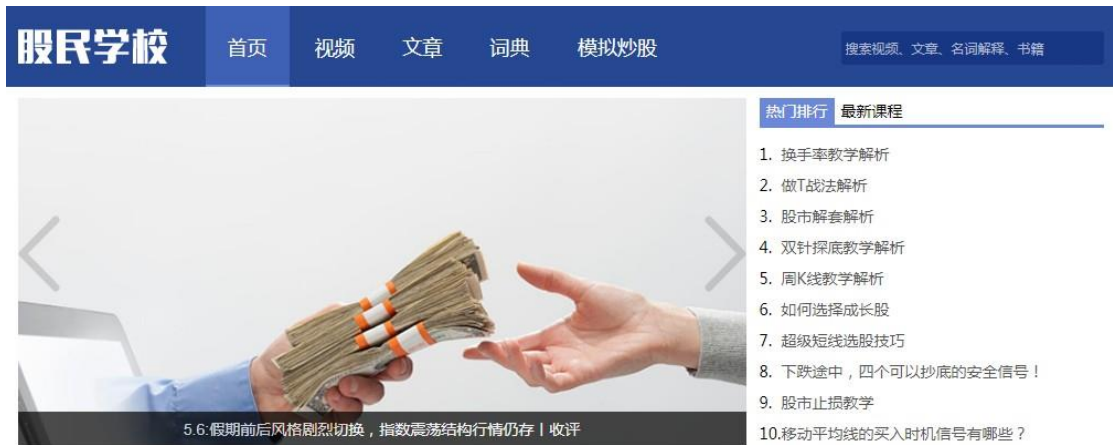 股民学校
首页 视频 文章 词典 模拟炒股
搜索视频、文章、名词解释、书籍
热门排行 最新课程
1. 换手率教学解析
2. 做T战法解析
3. 股市解套解析
4. 双针探底教学解析
5. 周K线教学解析
6. 如何选择成长股
7. 超级短线选股技巧
8. 下跌途中，四个可以抄底的安全信号！
9. 股市止损教学
10.移动平均线的买入时机信号有哪些？
5.6:假期前后风格剧烈切换，指数震荡结构行情仍存丨收评